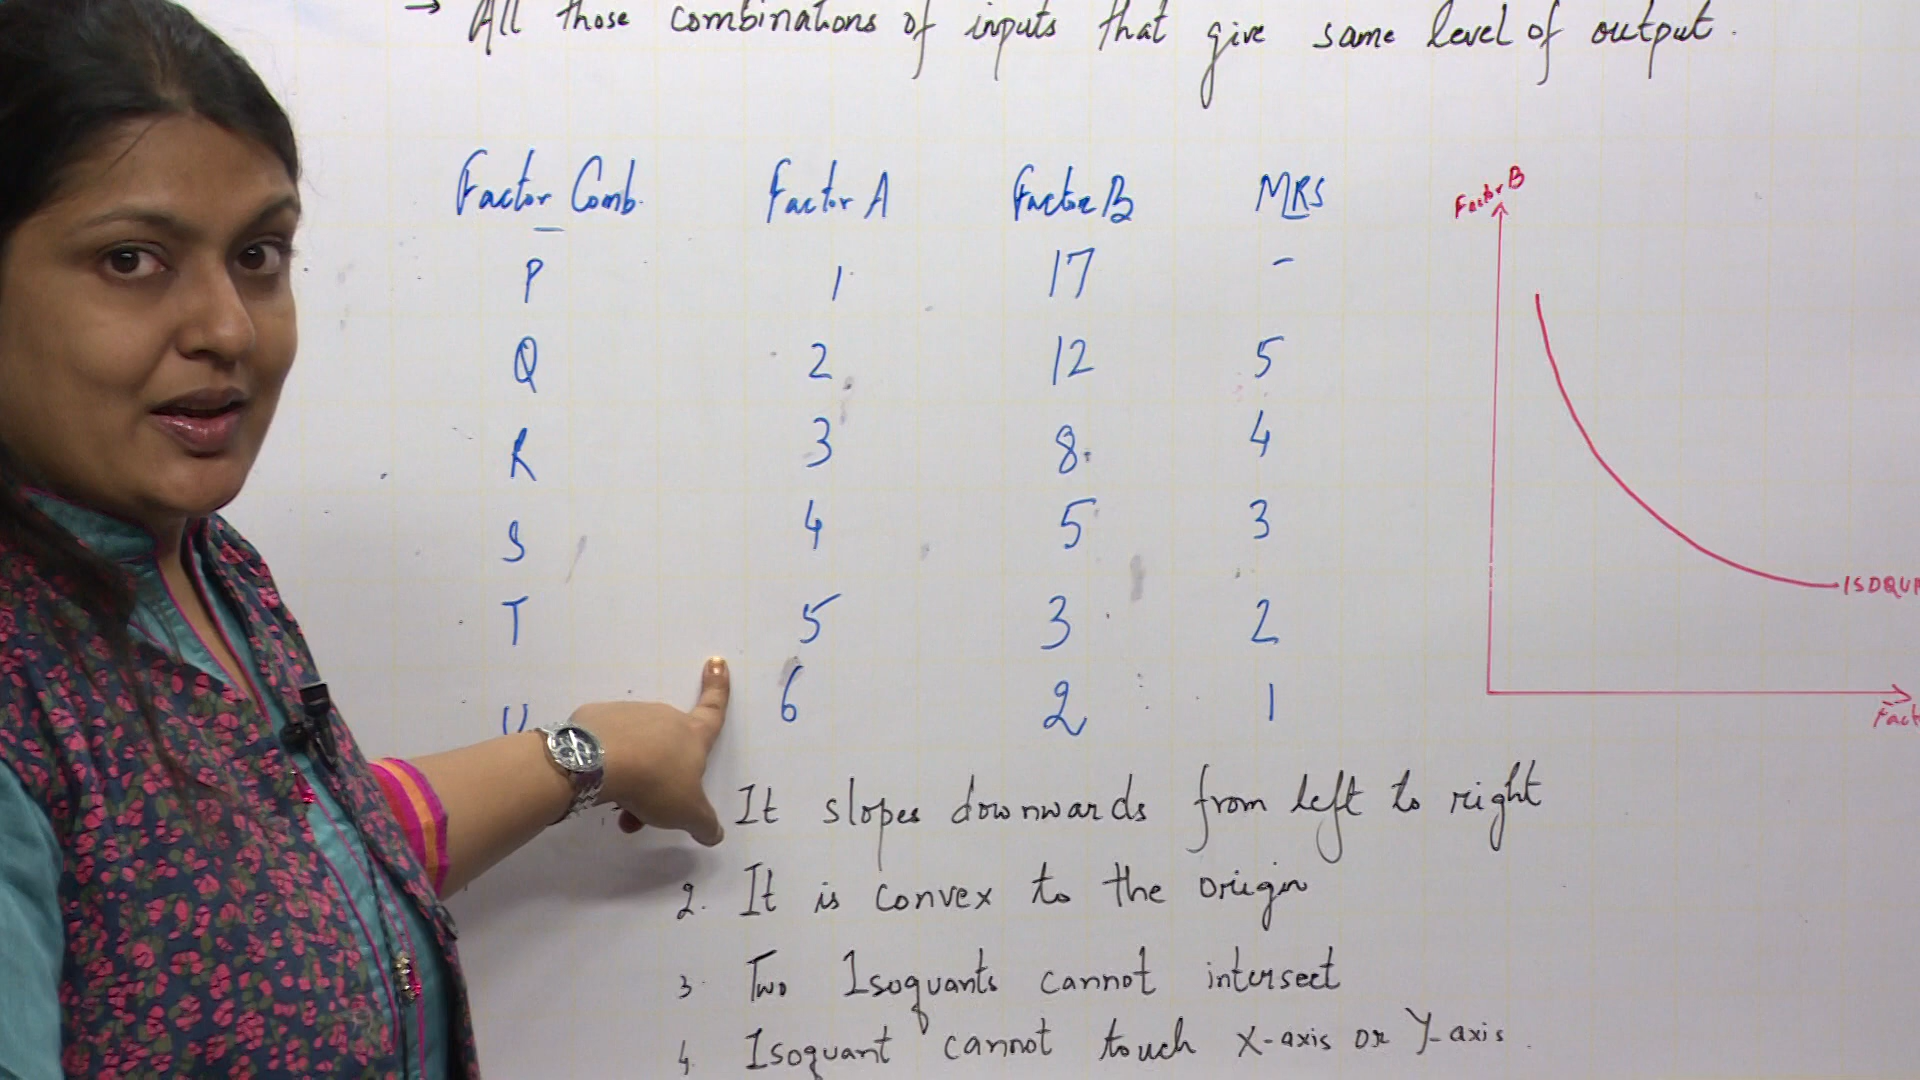 → All those combinations of inputs that give same level of output.
Factor Comb. Factor A Factor B MRS
P 1 17 -
Q 2 12 5
R 3 8 4
S 4 5 3
T 5 3 2
U 6 2 1
Factor B
It slopes downwards from left to right
2. It is convex to the origin
3. Two Isoquants cannot intersect
4. Isoquant cannot touch X-axis or Y-axis.